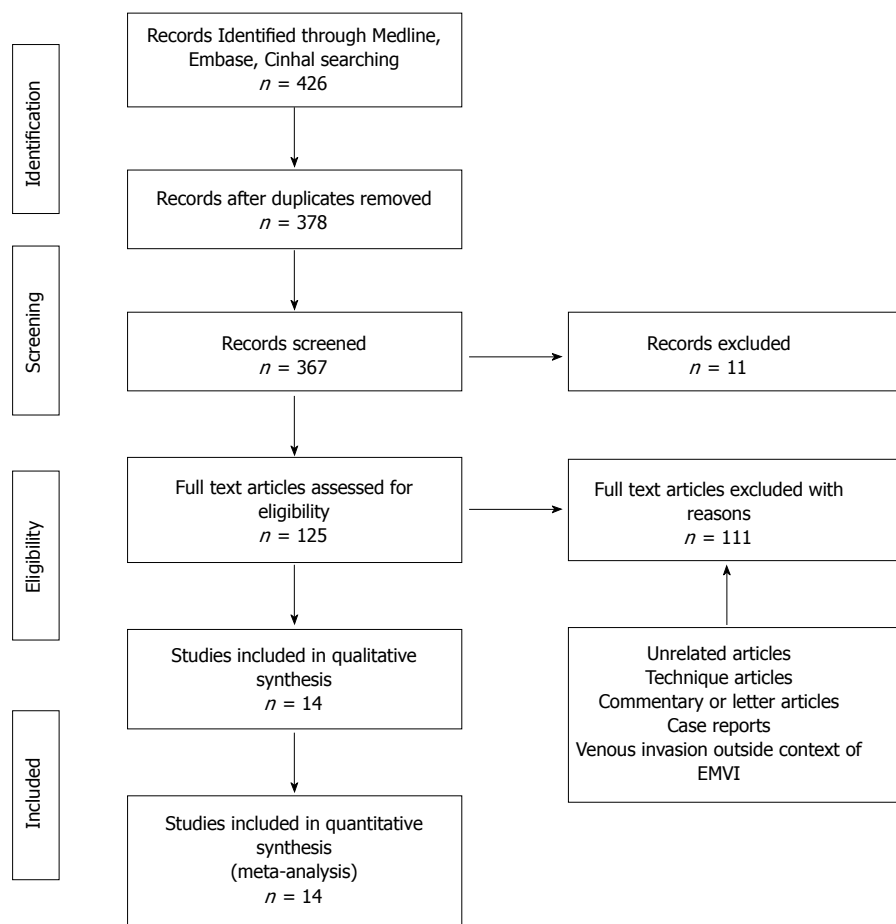 Identification
Records Identified through Medline,
Embase, Cinhal searching
n = 426
Records after duplicates removed
n = 378
Screening
Records screened
n = 367
Records excluded
n = 11
Eligibility
Full text articles assessed for
eligibility
n = 125
Full text articles excluded with
reasons
n = 111
Unrelated articles
Technique articles
Commentary or letter articles
Case reports
Venous invasion outside context of
EMVI
Studies included in qualitative
synthesis
n = 14
Included
Studies included in quantitative
synthesis
(meta-analysis)
n = 14